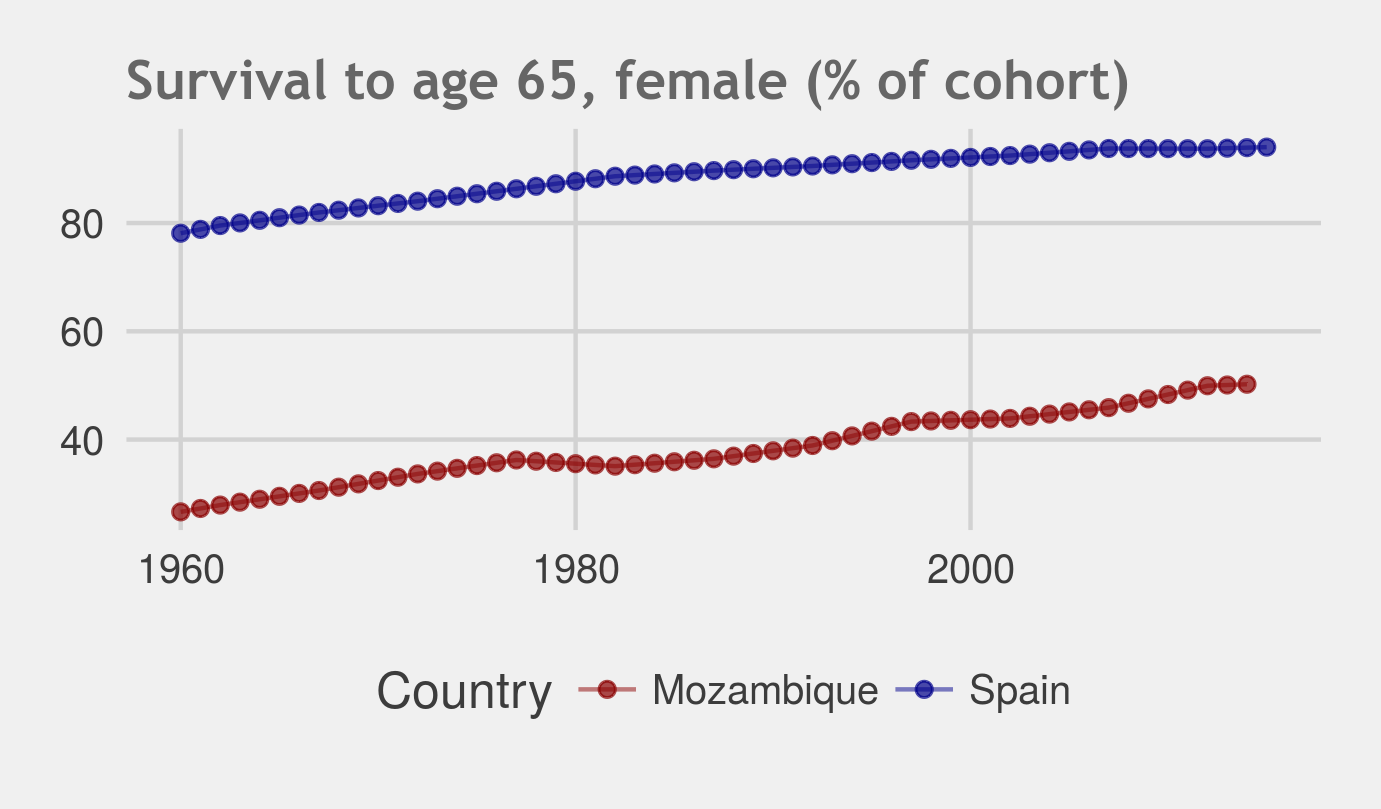 Survival to age 65, female (% of cohort)
80
60
40
1960 1980 2000
Country Mozambique Spain